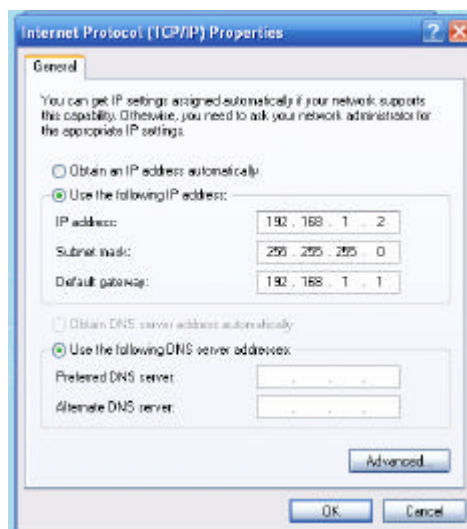 Internet Protocol (TCP/IP) Properties
General
You can get IP settings assigned automatically if your network supports
this capability. Otherwise, you need to ask your network administrator for
the appropriate IP settings.
Obtain an IP address automatically
Use the following IP address:
IP address: 192 . 168 . 1 . 2
Subnet mask: 255 . 255 . 255 . 0
Default gateway: 192 . 168 . 1 . 1
Obtain DNS server address automatically
Use the following DNS server addresses:
Preferred DNS server:
Alternate DNS server:
Advanced...
OK Cancel